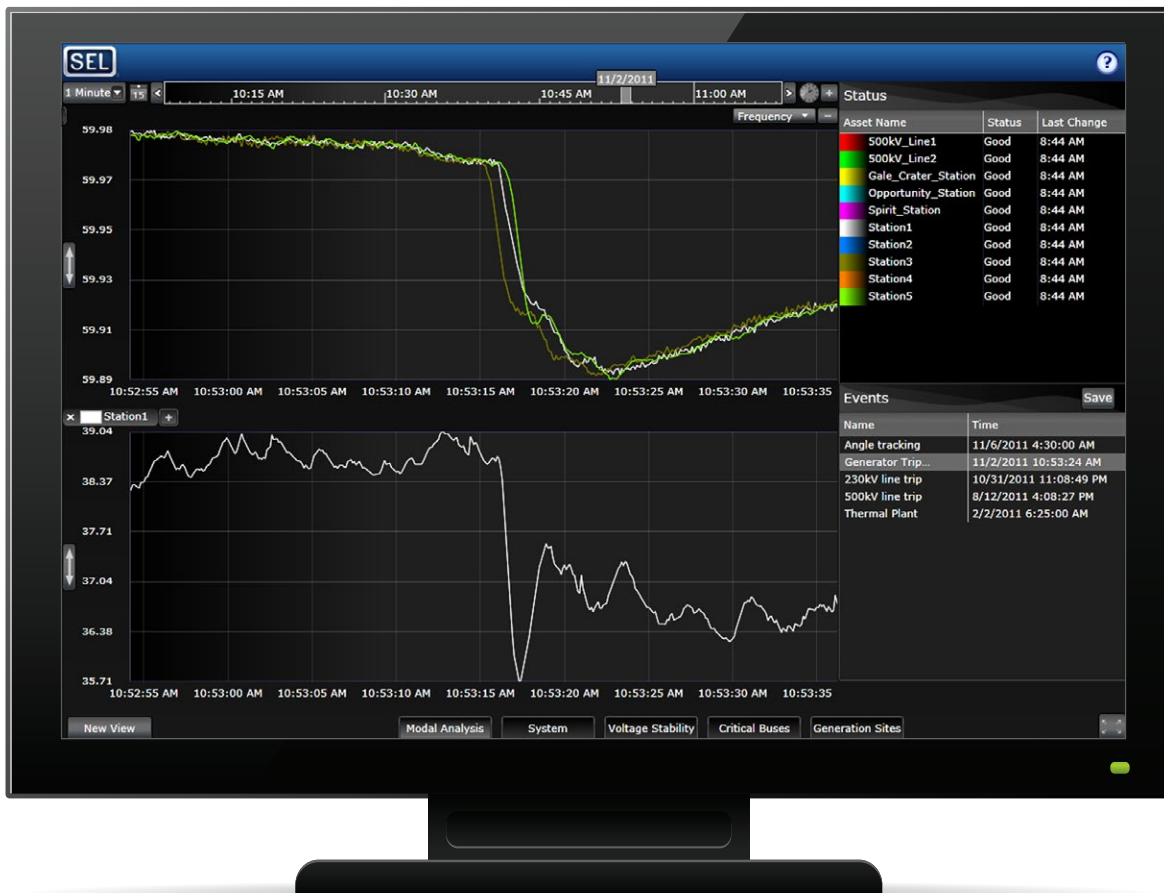 SEL
?
1 Minute 15 < 10:15 AM 10:30 AM 10:45 AM 11/2/2011 11:00 AM > +
Frequency −
59.98
59.97
59.95
59.93
59.91
59.89
10:52:55 AM 10:53:00 AM 10:53:05 AM 10:53:10 AM 10:53:15 AM 10:53:20 AM 10:53:25 AM 10:53:30 AM 10:53:35
× Station1 +
39.04
38.37
37.71
37.04
36.38
35.71
10:52:55 AM 10:53:00 AM 10:53:05 AM 10:53:10 AM 10:53:15 AM 10:53:20 AM 10:53:25 AM 10:53:30 AM 10:53:35
Status
Asset Name Status Last Change
500kV_Line1 Good 8:44 AM
500kV_Line2 Good 8:44 AM
Gale_Crater_Station Good 8:44 AM
Opportunity_Station Good 8:44 AM
Spirit_Station Good 8:44 AM
Station1 Good 8:44 AM
Station2 Good 8:44 AM
Station3 Good 8:44 AM
Station4 Good 8:44 AM
Station5 Good 8:44 AM
Events Save
Name Time
Angle tracking 11/6/2011 4:30:00 AM
Generator Trip... 11/2/2011 10:53:24 AM
230kV line trip 10/31/2011 11:08:49 PM
500kV line trip 8/12/2011 4:08:27 PM
Thermal Plant 2/2/2011 6:25:00 AM
New View Modal Analysis System Voltage Stability Critical Buses Generation Sites